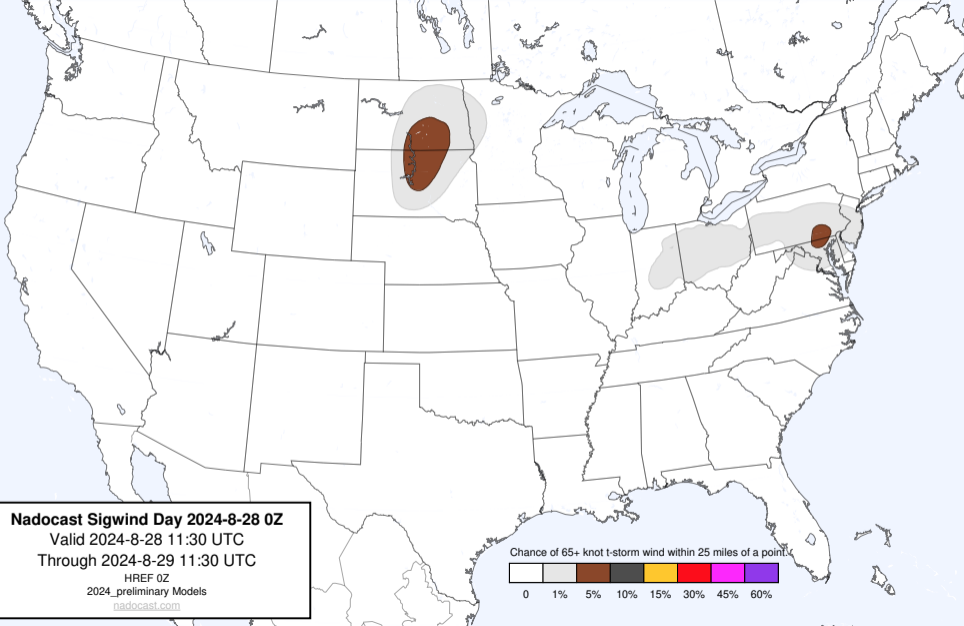 Nadocast Sigwind Day 2024-8-28 0Z
Valid 2024-8-28 11:30 UTC
Through 2024-8-29 11:30 UTC
HREF 0Z
2024_preliminary Models
nadocast.com
Chance of 65+ knot t-storm wind within 25 miles of a point.
0 1% 5% 10% 15% 30% 45% 60%